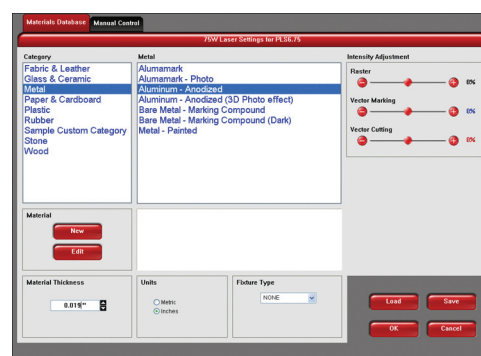 Materials Database
Manual Control
75W Laser Settings for PLS6.75
Category
Fabric & Leather
Glass & Ceramic
Metal
Paper & Cardboard
Plastic
Rubber
Sample Custom Category
Stone
Wood
Metal
Alumamark
Alumamark - Photo
Aluminum - Anodized
Aluminum - Anodized (3D Photo effect)
Bare Metal - Marking Compound
Bare Metal - Marking Compound (Dark)
Metal - Painted
Intensity Adjustment
Raster
0%
Vector Marking
0%
Vector Cutting
0%
Material
New
Edit
Material Thickness
0.019"
Units
Metric
Inches
Fixture Type
NONE
Load
Save
OK
Cancel